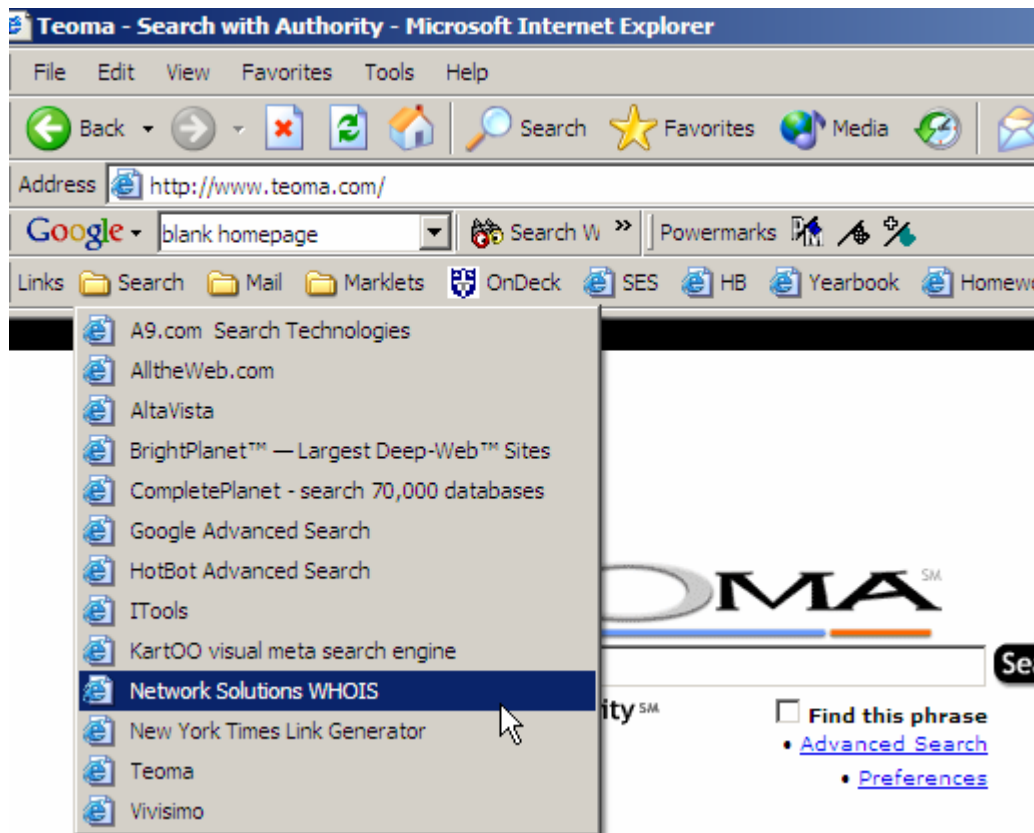 Teoma - Search with Authority - Microsoft Internet Explorer
File Edit View Favorites Tools Help
Back Search Favorites Media
Address http://www.teoma.com/
Google blank homepage Search W » Powermarks
Links Search Mail Marklets OnDeck SES HB Yearbook Homew
A9.com Search Technologies
AlltheWeb.com
AltaVista
BrightPlanet™ — Largest Deep-Web™ Sites
CompletePlanet - search 70,000 databases
Google Advanced Search
HotBot Advanced Search
ITools
KartOO visual meta search engine
Network Solutions WHOIS
New York Times Link Generator
Teoma
Vivisimo
OMA SM
Sea
ity SM
Find this phrase
• Advanced Search
• Preferences